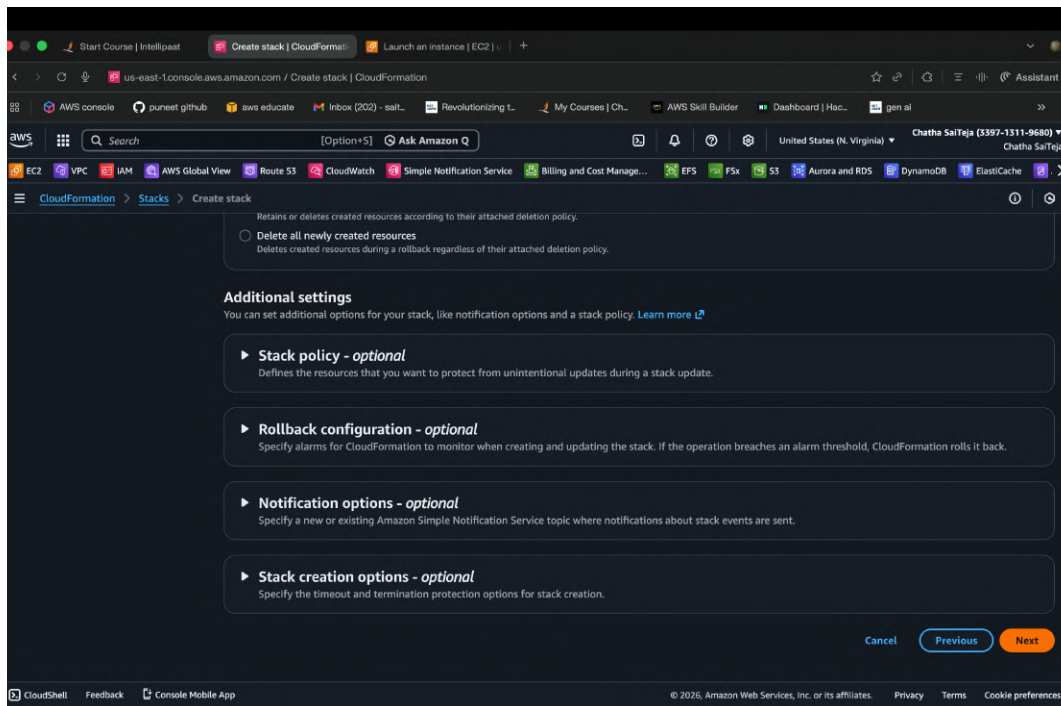 Start Course | Intellipaat
Create stack | CloudFormati
Launch an instance | EC2 |
us-east-1.console.aws.amazon.com / Create stack | CloudFormation
Assistant
AWS console
puneet github
aws educate
Inbox (202) - sait...
Revolutionizing t...
My Courses | Ch...
AWS Skill Builder
Dashboard | Hac...
gen ai
»
aws
Search
[Option+S]
Ask Amazon Q
United States (N. Virginia)
Chatha SaiTeja (3397-1311-9680)
Chatha SaiTeja
EC2
VPC
IAM
AWS Global View
Route 53
CloudWatch
Simple Notification Service
Billing and Cost Manage...
EFS
FSx
S3
Aurora and RDS
DynamoDB
ElastiCache
CloudFormation > Stacks > Create stack
Retains or deletes created resources according to their attached deletion policy.
Delete all newly created resources
Deletes created resources during a rollback regardless of their attached deletion policy.
Additional settings
You can set additional options for your stack, like notification options and a stack policy. Learn more
Stack policy - optional
Defines the resources that you want to protect from unintentional updates during a stack update.
Rollback configuration - optional
Specify alarms for CloudFormation to monitor when creating and updating the stack. If the operation breaches an alarm threshold, CloudFormation rolls it back.
Notification options - optional
Specify a new or existing Amazon Simple Notification Service topic where notifications about stack events are sent.
Stack creation options - optional
Specify the timeout and termination protection options for stack creation.
Cancel
Previous
Next
CloudShell
Feedback
Console Mobile App
© 2026, Amazon Web Services, Inc. or its affiliates.
Privacy
Terms
Cookie preferences